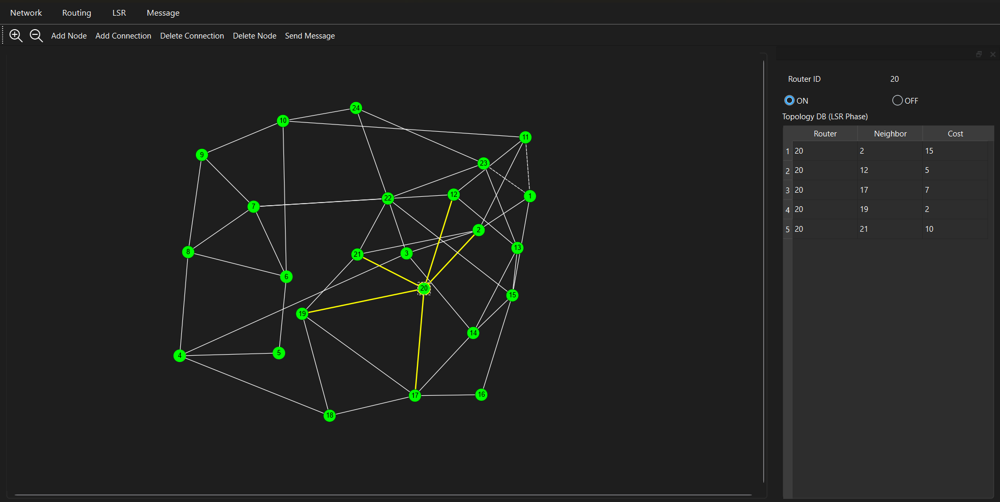 Network Routing LSR Message
Add Node Add Connection Delete Connection Delete Node Send Message
Router ID 20
ON OFF
Topology DB (LSR Phase)
Router Neighbor Cost
1 20 2 15
2 20 12 5
3 20 17 7
4 20 19 2
5 20 21 10
24
10
11
9
23
12
1
22
7
2
13
8
3
21
6
20
15
19
14
5
4
16
17
18